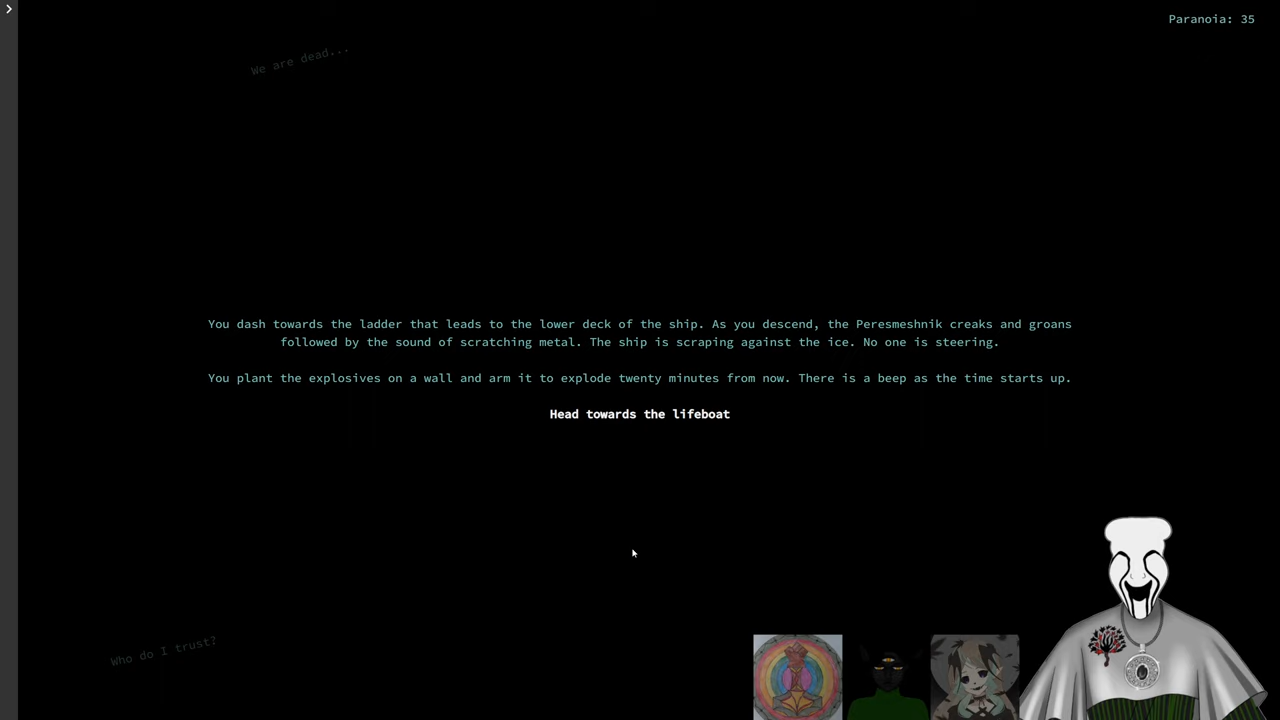 Paranoia: 35
We are dead...
You dash towards the ladder that leads to the lower deck of the ship. As you descend, the Peresmeshnik creaks and groans
followed by the sound of scratching metal. The ship is scraping against the ice. No one is steering.
You plant the explosives on a wall and arm it to explode twenty minutes from now. There is a beep as the time starts up.
Head towards the lifeboat
Who do I trust?